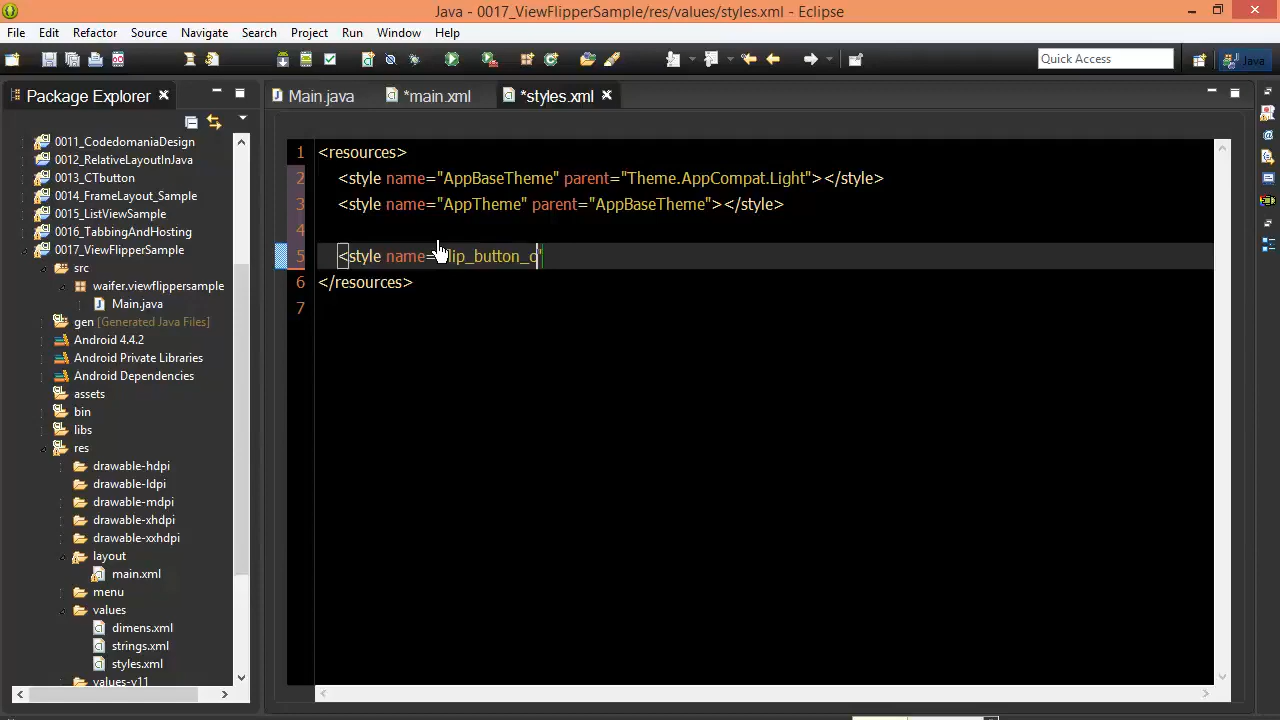 Java - 0017_ViewFlipperSample/res/values/styles.xml - Eclipse
File Edit Refactor Source Navigate Search Project Run Window Help
Quick Access
Java
Package Explorer
Main.java
*main.xml
*styles.xml
0011_CodedomaniaDesign
0012_RelativeLayoutInJava
0013_CTbutton
0014_FrameLayout_Sample
0015_ListViewSample
0016_TabbingAndHosting
0017_ViewFlipperSample
src
waifer.viewflippersample
Main.java
gen [Generated Java Files]
Android 4.4.2
Android Private Libraries
Android Dependencies
assets
bin
libs
res
drawable-hdpi
drawable-ldpi
drawable-mdpi
drawable-xhdpi
drawable-xxhdpi
layout
main.xml
menu
values
dimens.xml
strings.xml
styles.xml
values-v11
1 <resources>
2 <style name="AppBaseTheme" parent="Theme.AppCompat.Light"></style>
3 <style name="AppTheme" parent="AppBaseTheme"></style>
4
5 <style name=
6 </resources>
7